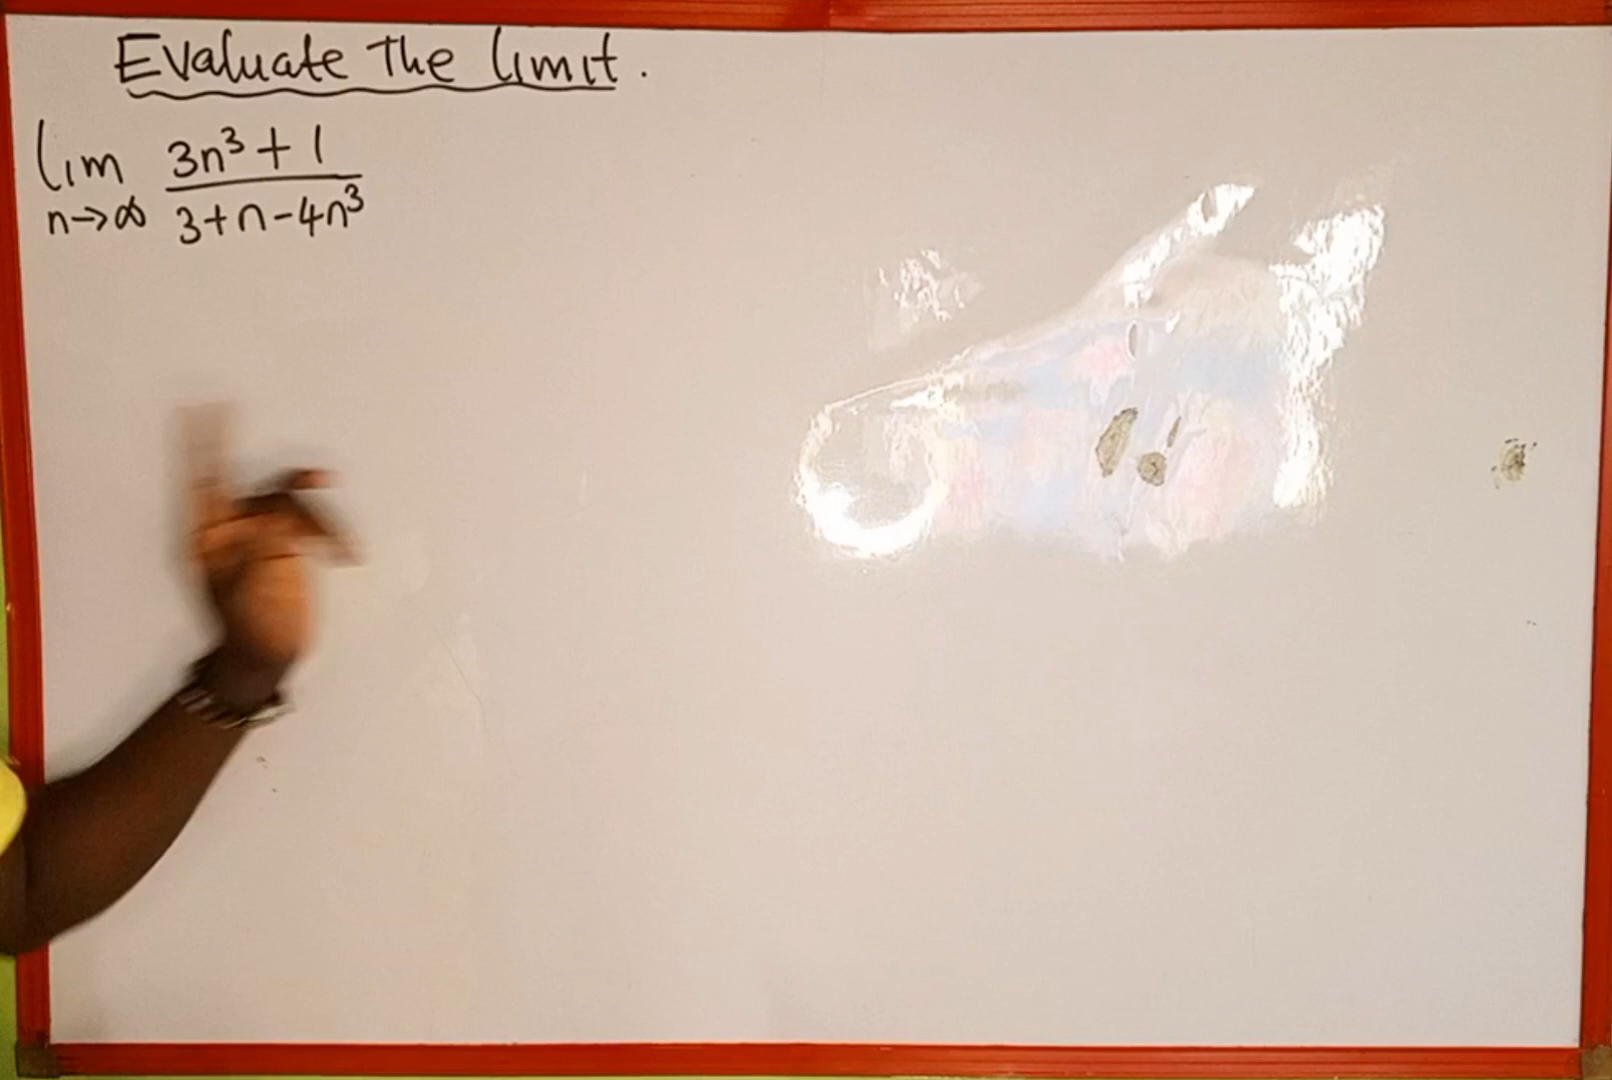 Evaluate The limit.
lim 3n³ + 1
n→∞ 3+n-4n³